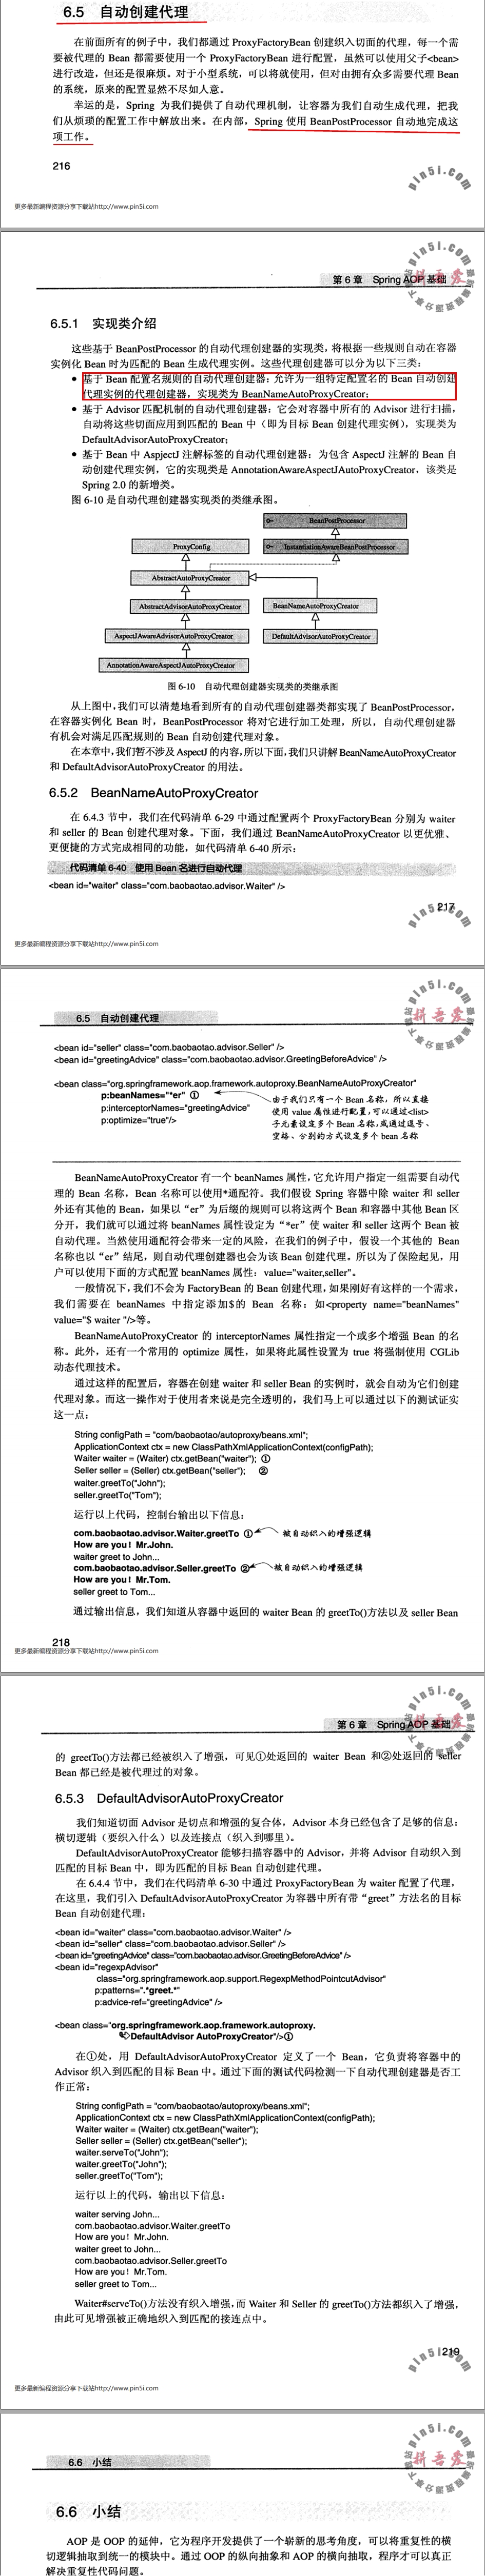 6.5 自动创建代理
在前面所有的例子中，我们都通过 ProxyFactoryBean 创建织入切面的代理，每一个需
要被代理的 Bean 都需要使用一个 ProxyFactoryBean 进行配置，虽然可以使用父子<bean>
进行改造，但还是很麻烦。对于小型系统，可以将就使用，但对由拥有众多需要代理 Bean
的系统，原来的配置显然不尽如人意。
幸运的是，Spring 为我们提供了自动代理机制，让容器为我们自动生成代理，把我
们从烦琐的配置工作中解放出来。在内部，Spring 使用 BeanPostProcessor 自动地完成这
项工作。
216
pin5i.com
更多最新编程资源分享下载站http://www.pin5i.com
第 6 章 Spring AOP 基础
6.5.1 实现类介绍
这些基于 BeanPostProcessor 的自动代理创建器的实现类，将根据一些规则自动在容器
实例化 Bean 时为匹配的 Bean 生成代理实例。这些代理创建器可以分为以下三类：
● 基于 Bean 配置名规则的自动代理创建器：允许为一组特定配置名的 Bean 自动创建
代理实例的代理创建器，实现类为 BeanNameAutoProxyCreator；
● 基于 Advisor 匹配机制的自动代理创建器：它会对容器中所有的 Advisor 进行扫描，
自动将这些切面应用到匹配的 Bean 中（即为目标 Bean 创建代理实例），实现类为
DefaultAdvisorAutoProxyCreator；
● 基于 Bean 中 AspjectJ 注解标签的自动代理创建器：为包含 AspectJ 注解的 Bean 自
动创建代理实例，它的实现类是 AnnotationAwareAspectJAutoProxyCreator，该类是
Spring 2.0 的新增类。
图 6-10 是自动代理创建器实现类的类继承图。
BeanPostProcessor
ProxyConfig
InstantiationAwareBeanPostProcessor
AbstractAutoProxyCreator
AbstractAdvisorAutoProxyCreator
BeanNameAutoProxyCreator
AspectJAwareAdvisorAutoProxyCreator
DefaultAdvisorAutoProxyCreator
AnnotationAwareAspectJAutoProxyCreator
图 6-10 自动代理创建器实现类的类继承图
从上图中，我们可以清楚地看到所有的自动代理创建器类都实现了 BeanPostProcessor，
在容器实例化 Bean 时，BeanPostProcessor 将对它进行加工处理，所以，自动代理创建器
有机会对满足匹配规则的 Bean 自动创建代理对象。
在本章中，我们暂不涉及 AspectJ 的内容，所以下面，我们只讲解 BeanNameAutoProxyCreator
和 DefaultAdvisorAutoProxyCreator 的用法。
6.5.2 BeanNameAutoProxyCreator
在 6.4.3 节中，我们在代码清单 6-29 中通过配置两个 ProxyFactoryBean 分别为 waiter
和 seller 的 Bean 创建代理对象。下面，我们通过 BeanNameAutoProxyCreator 以更优雅、
更便捷的方式完成相同的功能，如代码清单 6-40 所示：
代码清单 6-40 使用 Bean 名进行自动代理
<bean id="waiter" class="com.baobaotao.advisor.Waiter" />
217
更多最新编程资源分享下载站http://www.pin5i.com
6.5 自动创建代理
<bean id="seller" class="com.baobaotao.advisor.Seller" />
<bean id="greetingAdvice" class="com.baobaotao.advisor.GreetingBeforeAdvice" />
<bean class="org.springframework.aop.framework.autoproxy.BeanNameAutoProxyCreator"
p:beanNames="*er" ①
p:interceptorNames="greetingAdvice"
p:optimize="true"/>
由于我们只有一个 Bean 名称，所以直接
使用 value 属性进行配置，可以通过<list>
子元素设定多个 Bean 名称，或通过逗号、
空格、分别的方式设定多个 bean 名称
BeanNameAutoProxyCreator 有一个 beanNames 属性，它允许用户指定一组需要自动代
理的 Bean 名称，Bean 名称可以使用*通配符。我们假设 Spring 容器中除 waiter 和 seller
外还有其他的 Bean，如果以“er”为后缀的规则可以将这两个 Bean 和容器中其他 Bean 区
分开，我们就可以通过将 beanNames 属性设定为“*er”使 waiter 和 seller 这两个 Bean 被
自动代理。当然使用通配符会带来一定的风险，在我们的例子中，假设一个其他的 Bean
名称也以“er”结尾，则自动代理创建器也会为该 Bean 创建代理。所以为了保险起见，用
户可以使用下面的方式配置 beanNames 属性：value="waiter,seller"。
一般情况下，我们不会为 FactoryBean 的 Bean 创建代理，如果刚好有这样的一个需求，
我们需要在 beanNames 中指定添加$的 Bean 名称：如<property name="beanNames"
value="$ waiter "/>等。
BeanNameAutoProxyCreator 的 interceptorNames 属性指定一个或多个增强 Bean 的名
称。此外，还有一个常用的 optimize 属性，如果将此属性设置为 true 将强制使用 CGLib
动态代理技术。
通过这样的配置后，容器在创建 waiter 和 seller Bean 的实例时，就会自动为它们创建
代理对象。而这一操作对于使用者来说是完全透明的，我们马上可以通过以下的测试证实
这一点：
String configPath = "com/baobaotao/autoproxy/beans.xml";
ApplicationContext ctx = new ClassPathXmlApplicationContext(configPath);
Waiter waiter = (Waiter) ctx.getBean("waiter"); ①
Seller seller = (Seller) ctx.getBean("seller"); ②
waiter.greetTo("John");
seller.greetTo("Tom");
运行以上代码，控制台输出以下信息：
com.baobaotao.advisor.Waiter.greetTo ① 被自动织入的增强逻辑
How are you！Mr.John.
waiter greet to John...
com.baobaotao.advisor.Seller.greetTo ② 被自动织入的增强逻辑
How are you！Mr.Tom.
seller greet to Tom...
通过输出信息，我们知道从容器中返回的 waiter Bean 的 greetTo()方法以及 seller Bean
218
更多最新编程资源分享下载站http://www.pin5i.com
第 6 章 Spring AOP 基础
的 greetTo()方法都已经被织入了增强，可见①处返回的 waiter Bean 和②处返回的 seller
Bean 都已经是被代理过的对象。
6.5.3 DefaultAdvisorAutoProxyCreator
我们知道切面 Advisor 是切点和增强的复合体，Advisor 本身已经包含了足够的信息：
横切逻辑（要织入什么）以及连接点（织入到哪里）。
DefaultAdvisorAutoProxyCreator 能够扫描容器中的 Advisor，并将 Advisor 自动织入到
匹配的目标 Bean 中，即为匹配的目标 Bean 自动创建代理。
在 6.4.4 节中，我们在代码清单 6-30 中通过 ProxyFactoryBean 为 waiter 配置了代理，
在这里，我们引入 DefaultAdvisorAutoProxyCreator 为容器中所有带“greet”方法名的目标
Bean 自动创建代理：
<bean id="waiter" class="com.baobaotao.advisor.Waiter" />
<bean id="seller" class="com.baobaotao.advisor.Seller" />
<bean id="greetingAdvice" class="com.baobaotao.advisor.GreetingBeforeAdvice" />
<bean id="regexpAdvisor"
class="org.springframework.aop.support.RegexpMethodPointcutAdvisor"
p:patterns=".*greet.*"
p:advice-ref="greetingAdvice" />
<bean class="org.springframework.aop.framework.autoproxy.
DefaultAdvisor AutoProxyCreator"/>①
在①处，用 DefaultAdvisorAutoProxyCreator 定义了一个 Bean，它负责将容器中的
Advisor 织入到匹配的目标 Bean 中。通过下面的测试代码检测一下自动代理创建器是否工
作正常：
String configPath = "com/baobaotao/autoproxy/beans.xml";
ApplicationContext ctx = new ClassPathXmlApplicationContext(configPath);
Waiter waiter = (Waiter) ctx.getBean("waiter");
Seller seller = (Seller) ctx.getBean("seller");
waiter.serveTo("John");
waiter.greetTo("John");
seller.greetTo("Tom");
运行以上的代码，输出以下信息：
waiter serving John...
com.baobaotao.advisor.Waiter.greetTo
How are you！Mr.John.
waiter greet to John...
com.baobaotao.advisor.Seller.greetTo
How are you！Mr.Tom.
seller greet to Tom...
Waiter#serveTo()方法没有织入增强，而 Waiter 和 Seller 的 greetTo()方法都织入了增强，
由此可见增强被正确地织入到匹配的接连点中。
219
更多最新编程资源分享下载站http://www.pin5i.com
6.6 小结
6.6 小结
AOP 是 OOP 的延伸，它为程序开发提供了一个崭新的思考角度，可以将重复性的横
切逻辑抽取到统一的模块中。通过 OOP 的纵向抽象和 AOP 的横向抽取，程序才可以真正
解决重复性代码问题。